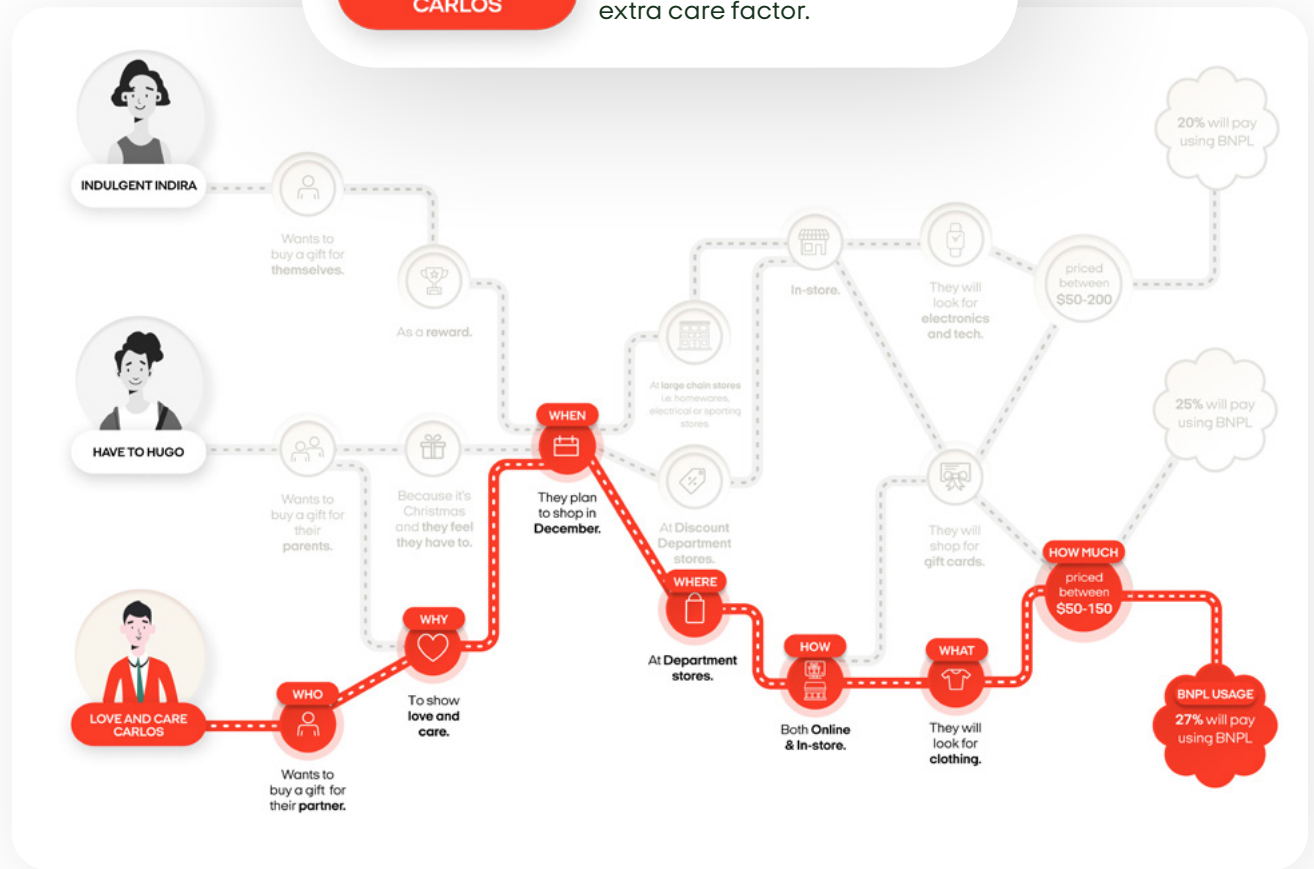 CARLOS
extra care factor.
INDULGENT INDIRA
Wants to
buy a gift for
themselves.
As a reward.
HAVE TO HUGO
Wants to
buy a gift for
their
parents.
Because it's
Christmas
and they feel
they have to.
LOVE AND CARE
CARLOS
WHO
Wants to
buy a gift for
their partner.
WHY
To show
love and
care.
WHEN
They plan
to shop in
December.
At large chain stores
i.e. homewares,
electrical or sporting
stores.
At Discount
Department
stores.
WHERE
At Department
stores.
In-store.
HOW
Both Online
& In-store.
They will
look for
electronics
and tech.
They will
shop for
gift cards.
WHAT
They will
look for
clothing.
priced
between
$50-200
HOW MUCH
priced
between
$50-150
20% will pay
using BNPL
25% will pay
using BNPL
BNPL USAGE
27% will pay
using BNPL